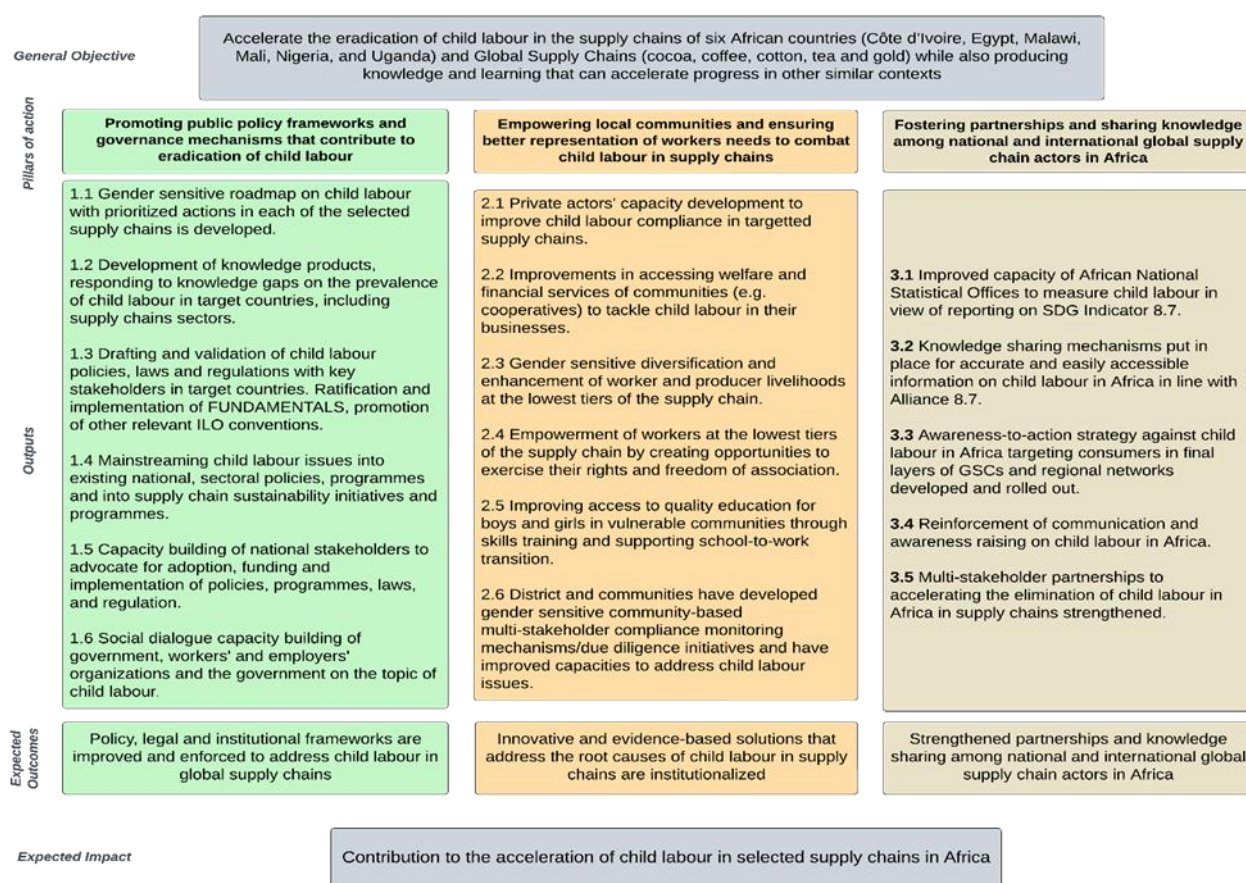 General Objective
Accelerate the eradication of child labour in the supply chains of six African countries (Côte d'Ivoire, Egypt, Malawi,
Mali, Nigeria, and Uganda) and Global Supply Chains (cocoa, coffee, cotton, tea and gold) while also producing
knowledge and learning that can accelerate progress in other similar contexts
Pillars of action
Promoting public policy frameworks and
governance mechanisms that contribute to
eradication of child labour
Empowering local communities and ensuring
better representation of workers needs to combat
child labour in supply chains
Fostering partnerships and sharing knowledge
among national and international global supply
chain actors in Africa
Outputs
1.1 Gender sensitive roadmap on child labour
with prioritized actions in each of the selected
supply chains is developed.
1.2 Development of knowledge products,
responding to knowledge gaps on the prevalence
of child labour in target countries, including
supply chains sectors.
1.3 Drafting and validation of child labour
policies, laws and regulations with key
stakeholders in target countries. Ratification and
implementation of FUNDAMENTALS, promotion
of other relevant ILO conventions.
1.4 Mainstreaming child labour issues into
existing national, sectoral policies, programmes
and into supply chain sustainability initiatives and
programmes.
1.5 Capacity building of national stakeholders to
advocate for adoption, funding and
implementation of policies, programmes, laws,
and regulation.
1.6 Social dialogue capacity building of
government, workers' and employers'
organizations and the government on the topic of
child labour.
2.1 Private actors' capacity development to
improve child labour compliance in targetted
supply chains.
2.2 Improvements in accessing welfare and
financial services of communities (e.g.
cooperatives) to tackle child labour in their
businesses.
2.3 Gender sensitive diversification and
enhancement of worker and producer livelihoods
at the lowest tiers of the supply chain.
2.4 Empowerment of workers at the lowest tiers
of the supply chain by creating opportunities to
exercise their rights and freedom of association.
2.5 Improving access to quality education for
boys and girls in vulnerable communities through
skills training and supporting school-to-work
transition.
2.6 District and communities have developed
gender sensitive community-based
multi-stakeholder compliance monitoring
mechanisms/due diligence initiatives and have
improved capacities to address child labour
issues.
3.1 Improved capacity of African National
Statistical Offices to measure child labour in
view of reporting on SDG Indicator 8.7.
3.2 Knowledge sharing mechanisms put in
place for accurate and easily accessible
information on child labour in Africa in line with
Alliance 8.7.
3.3 Awareness-to-action strategy against child
labour in Africa targeting consumers in final
layers of GSCs and regional networks
developed and rolled out.
3.4 Reinforcement of communication and
awareness raising on child labour in Africa.
3.5 Multi-stakeholder partnerships to
accelerating the elimination of child labour in
Africa in supply chains strengthened.
Expected
Outcomes
Policy, legal and institutional frameworks are
improved and enforced to address child labour in
global supply chains
Innovative and evidence-based solutions that
address the root causes of child labour in supply
chains are institutionalized
Strengthened partnerships and knowledge
sharing among national and international global
supply chain actors in Africa
Expected Impact
Contribution to the acceleration of child labour in selected supply chains in Africa